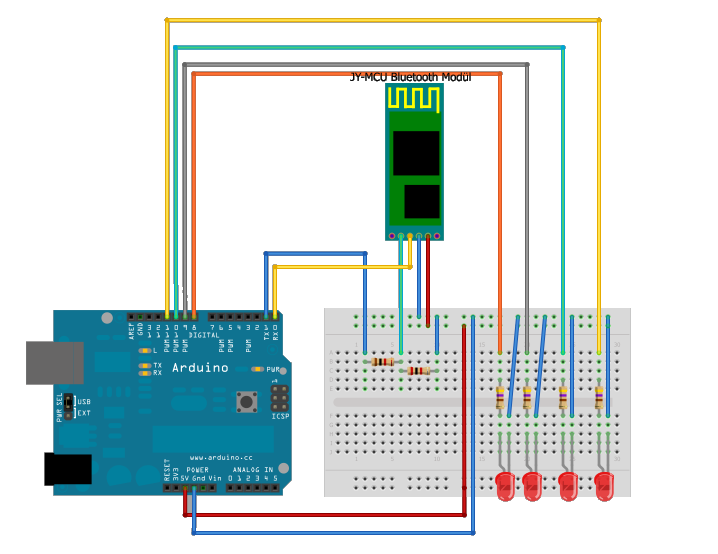 JY-MCU Bluetooth Modül
AREF
GND
13
12
11
10
9
8
7
6
5
4
3
2
TX 1
RX 0
PWM
PWM
PWM
PWM
PWM
PWM
DIGITAL
L
TX
RX
Arduino
PWR
ICSP
PWR SEL
USB
EXT
www.arduino.cc
POWER
ANALOG IN
RESET
3V3
5V
Gnd
Vin
0 1 2 3 4 5